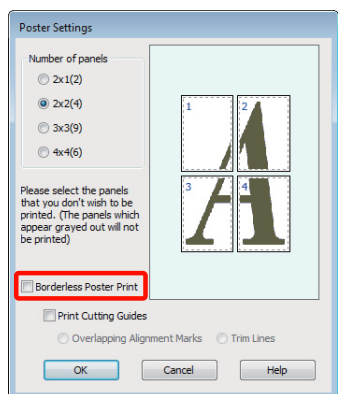 Poster Settings
Number of panels
2x1(2)
2x2(4)
3x3(9)
4x4(6)
1 2
3 4
Please select the panels
that you don't wish to be
printed. (The panels which
appear grayed out will not
be printed)
Borderless Poster Print
Print Cutting Guides
Overlapping Alignment Marks Trim Lines
OK Cancel Help